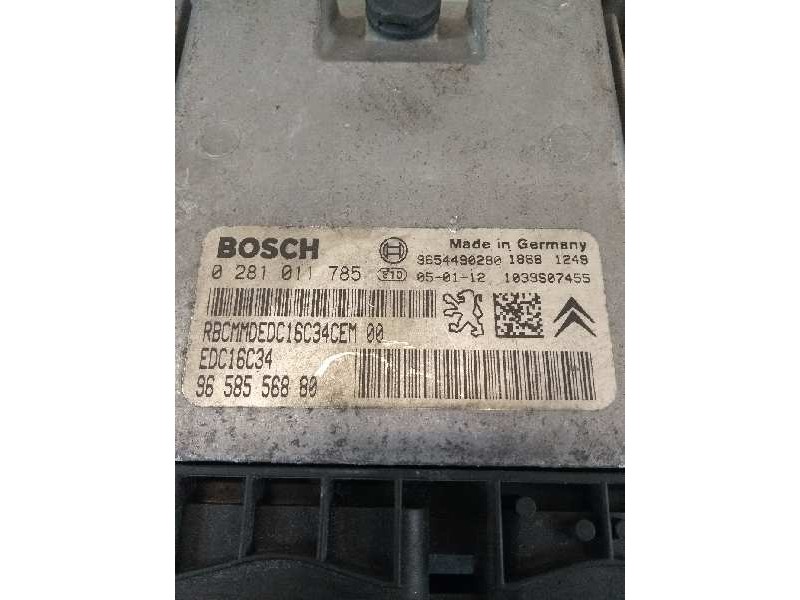 BOSCH
Made in Germany
0 281 011 785
9654490280 1868 1249
e10 05-01-12 1039S07455
RBCMMDEDC16C34CEM 00
EDC16C34
96 585 568 80